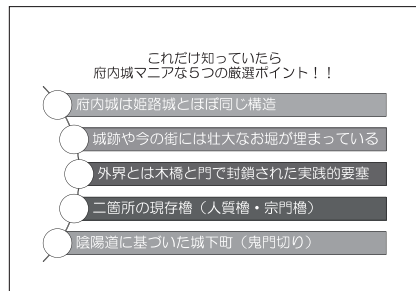 これだけ知っていたら
府内城マニアな５つの厳選ポイント！！
府内城は姫路城とほぼ同じ構造
城跡や今の街には壮大なお堀が埋まっている
外界とは木橋と門で封鎖された実践的要塞
二箇所の現存櫓（人質櫓・宗門櫓）
陰陽道に基づいた城下町（鬼門切り）